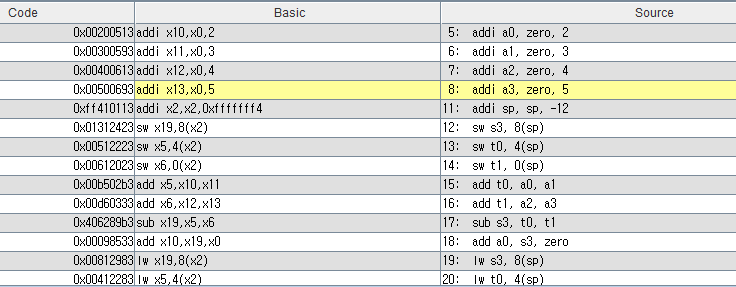 Code Basic Source
0x00200513 addi x10,x0,2 5: addi a0, zero, 2
0x00300593 addi x11,x0,3 6: addi a1, zero, 3
0x00400613 addi x12,x0,4 7: addi a2, zero, 4
0x00500693 addi x13,x0,5 8: addi a3, zero, 5
0xff410113 addi x2,x2,0xfffffff4 11: addi sp, sp, -12
0x01312423 sw x19,8(x2) 12: sw s3, 8(sp)
0x00512223 sw x5,4(x2) 13: sw t0, 4(sp)
0x00612023 sw x6,0(x2) 14: sw t1, 0(sp)
0x00b502b3 add x5,x10,x11 15: add t0, a0, a1
0x00d60333 add x6,x12,x13 16: add t1, a2, a3
0x406289b3 sub x19,x5,x6 17: sub s3, t0, t1
0x00098533 add x10,x19,x0 18: add a0, s3, zero
0x00812983 lw x19,8(x2) 19: lw s3, 8(sp)
0x00412283 lw x5,4(x2) 20: lw t0, 4(sp)